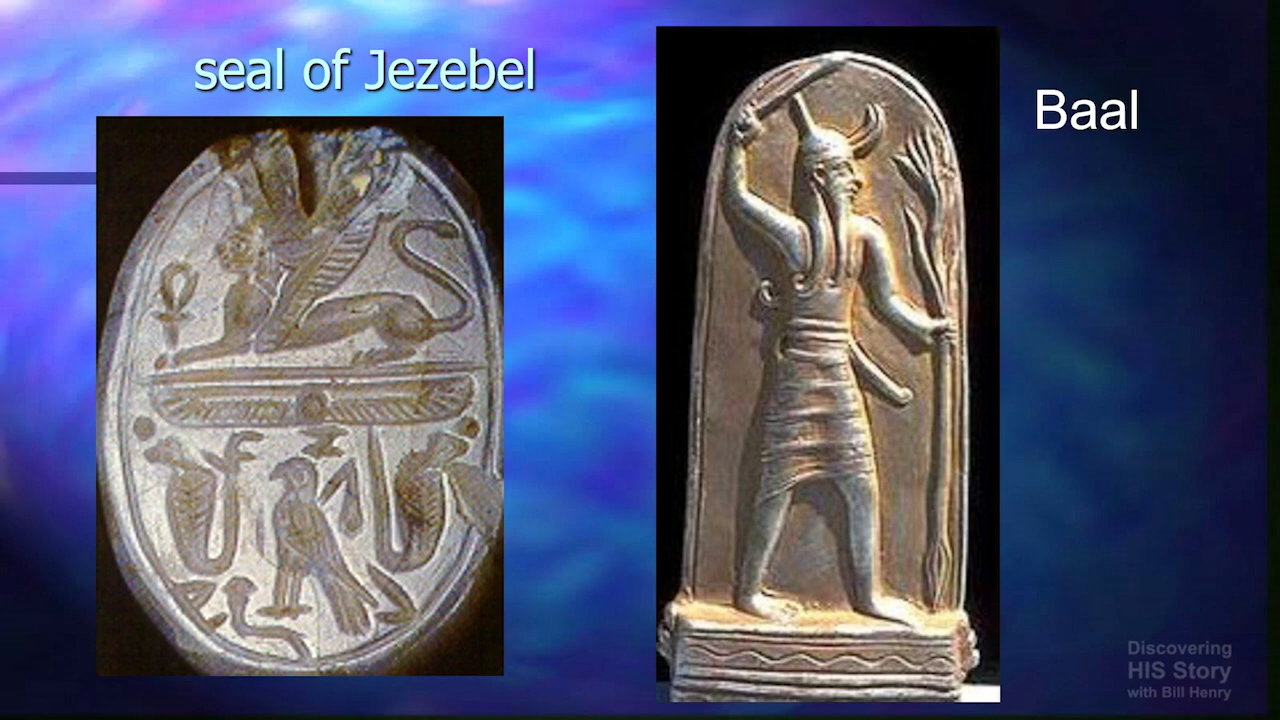 seal of Jezebel
Baal
Discovering
HIS Story
with Bill Henry